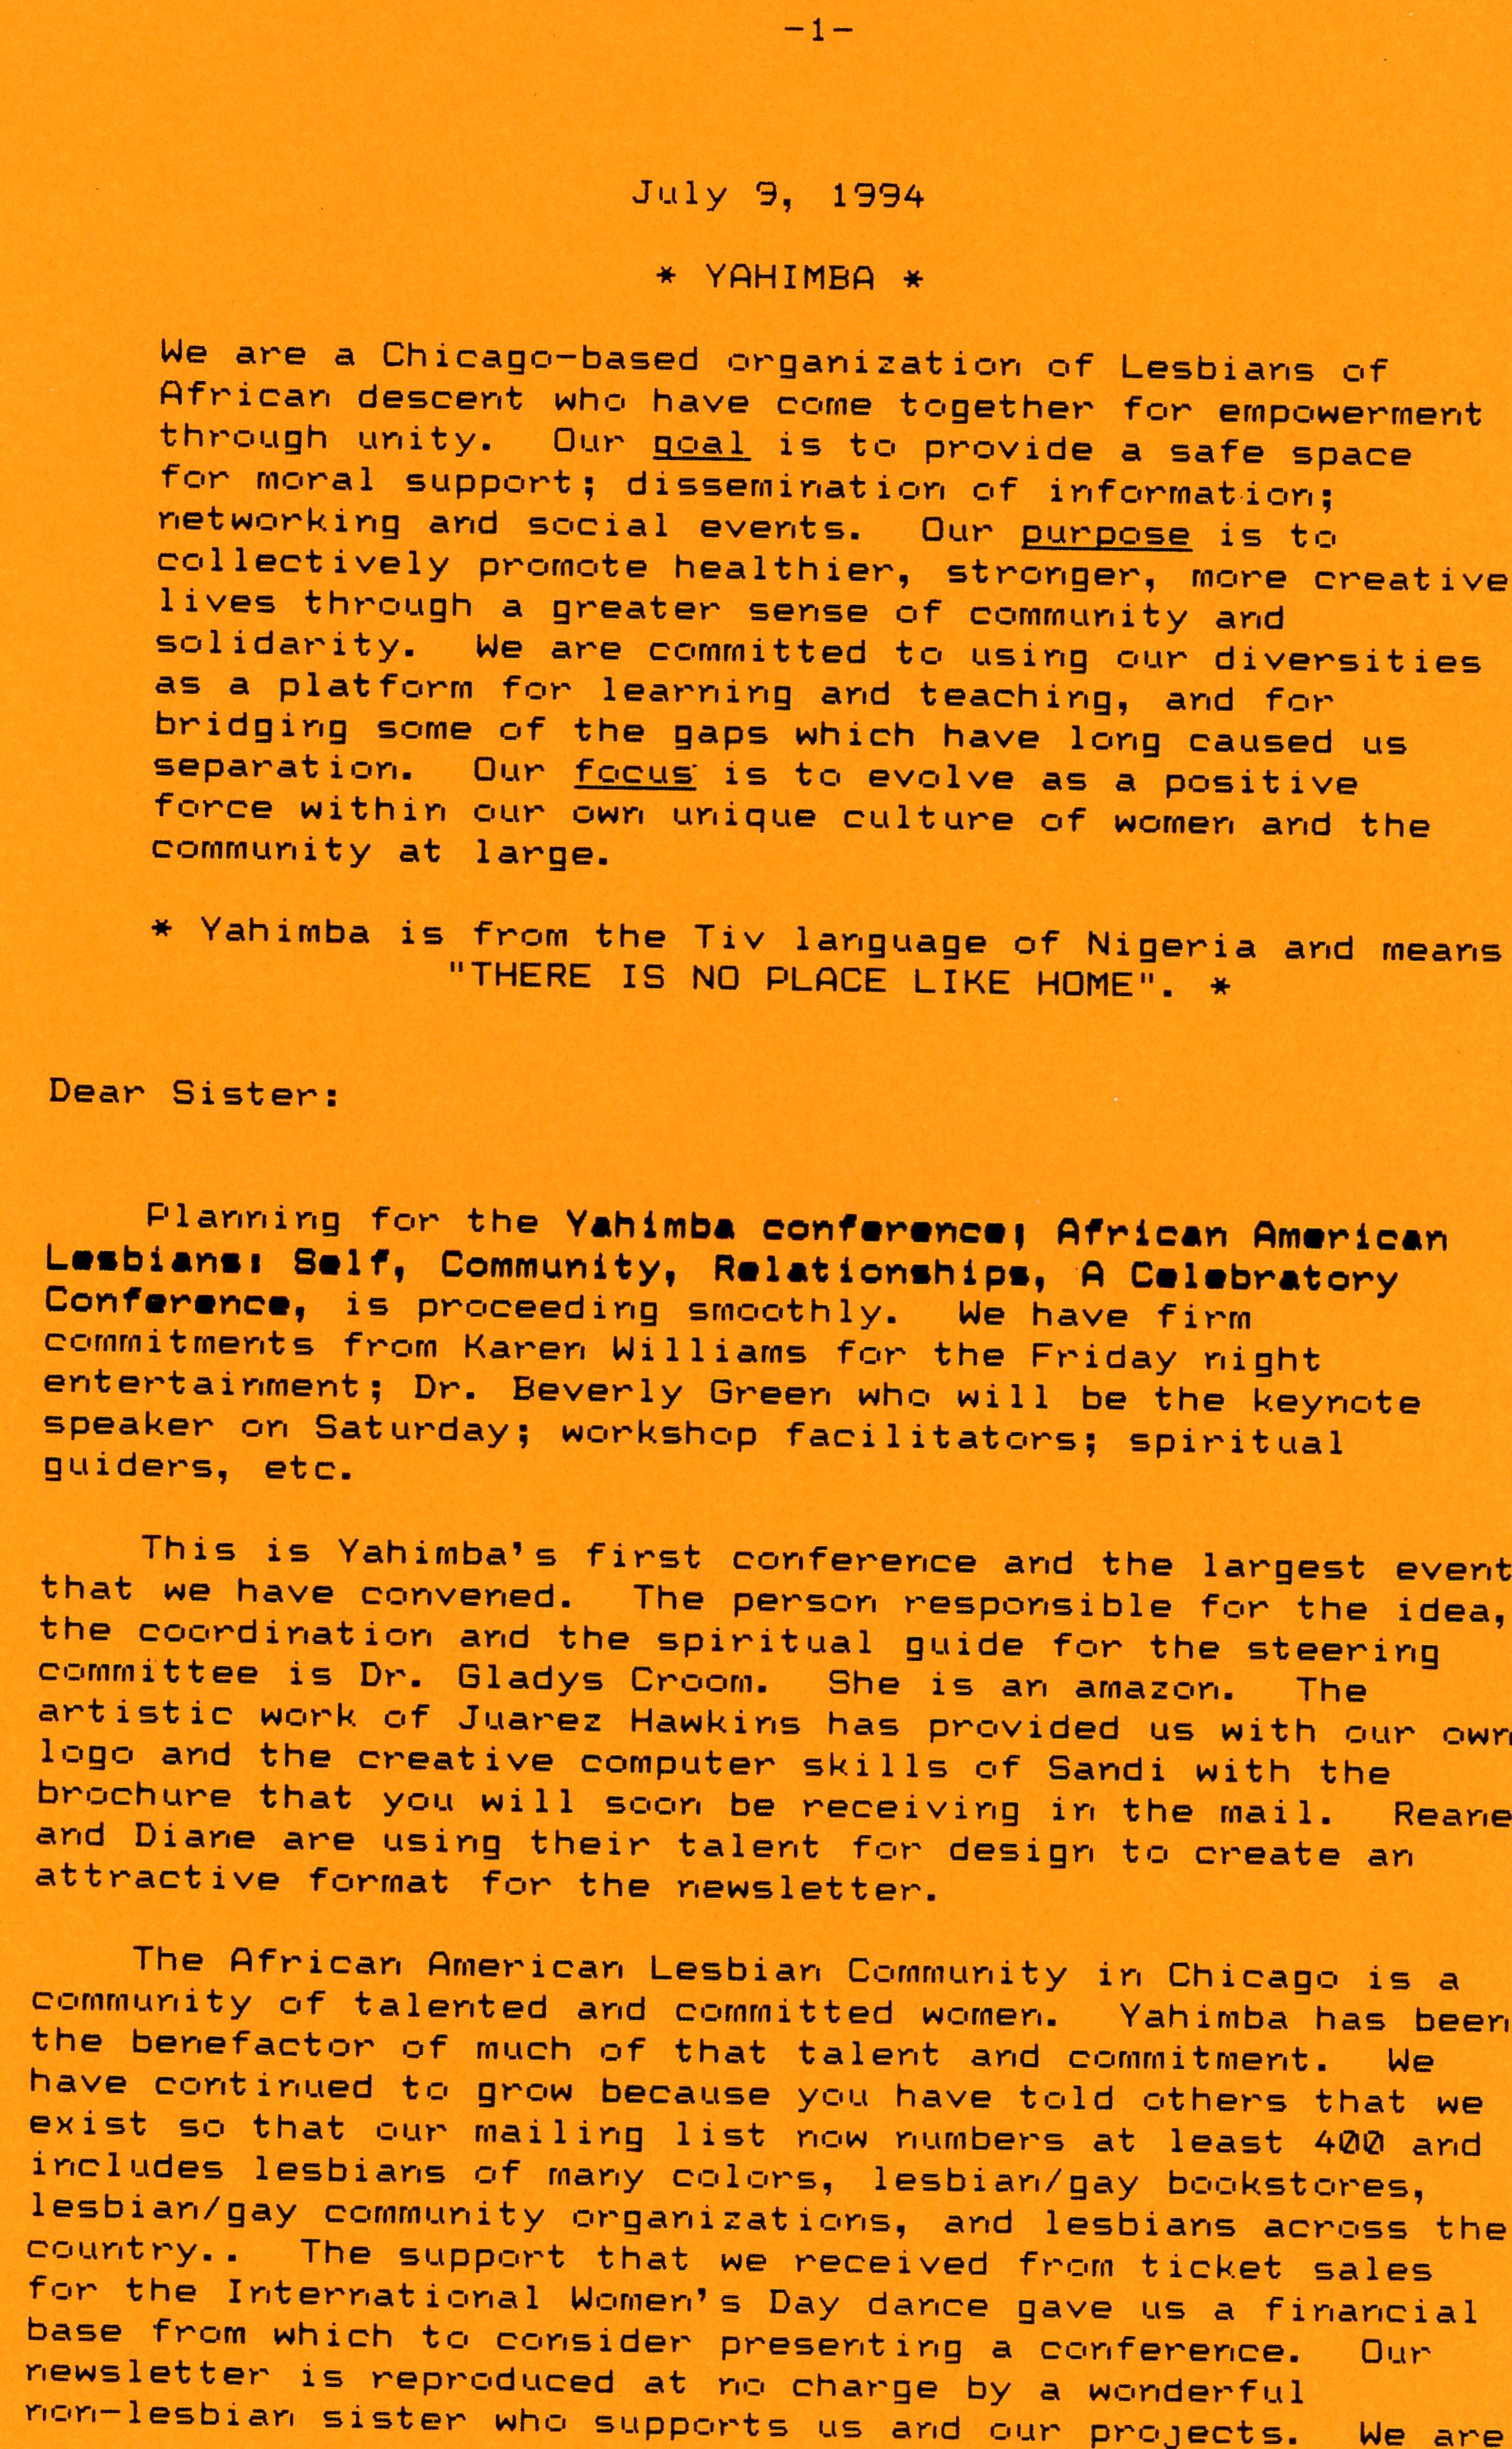 -1-
July 9, 1994
* YAHIMBA *
We are a Chicago-based organization of Lesbians of
African descent who have come together for empowerment
through unity. Our goal is to provide a safe space
for moral support; dissemination of information;
networking and social events. Our purpose is to
collectively promote healthier, stronger, more creative
lives through a greater sense of community and
solidarity. We are committed to using our diversities
as a platform for learning and teaching, and for
bridging some of the gaps which have long caused us
separation. Our focus is to evolve as a positive
force within our own unique culture of women and the
community at large.
* Yahimba is from the Tiv language of Nigeria and means
"THERE IS NO PLACE LIKE HOME". *
Dear Sister:
Planning for the Yahimba conference; African American
Lesbians: Self, Community, Relationships, A Celebratory
Conference, is proceeding smoothly. We have firm
commitments from Karen Williams for the Friday night
entertainment; Dr. Beverly Green who will be the keynote
speaker on Saturday; workshop facilitators; spiritual
guiders, etc.
This is Yahimba's first conference and the largest event
that we have convened. The person responsible for the idea,
the coordination and the spiritual guide for the steering
committee is Dr. Gladys Croom. She is an amazon. The
artistic work of Juarez Hawkins has provided us with our own
logo and the creative computer skills of Sandi with the
brochure that you will soon be receiving in the mail. Reane
and Diane are using their talent for design to create an
attractive format for the newsletter.
The African American Lesbian Community in Chicago is a
community of talented and committed women. Yahimba has been
the benefactor of much of that talent and commitment. We
have continued to grow because you have told others that we
exist so that our mailing list now numbers at least 400 and
includes lesbians of many colors, lesbian/gay bookstores,
lesbian/gay community organizations, and lesbians across the
country.. The support that we received from ticket sales
for the International Women's Day dance gave us a financial
base from which to consider presenting a conference. Our
newsletter is reproduced at no charge by a wonderful
non-lesbian sister who supports us and our projects. We are